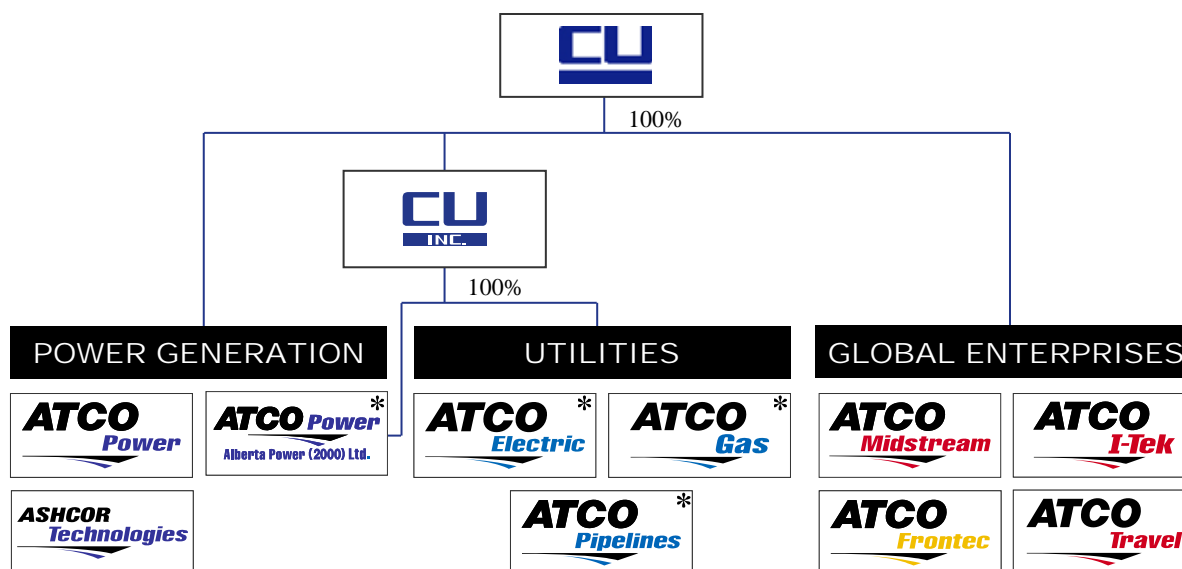 CU
100%
CU
INC.
100%
POWER GENERATION
UTILITIES
GLOBAL ENTERPRISES
ATCO
Power
ATCO Power *
Alberta Power (2000) Ltd.
ATCO *
Electric
ATCO *
Gas
ATCO
Midstream
ATCO
I-Tek
ASHCOR
Technologies
ATCO *
Pipelines
ATCO
Frontec
ATCO
Travel